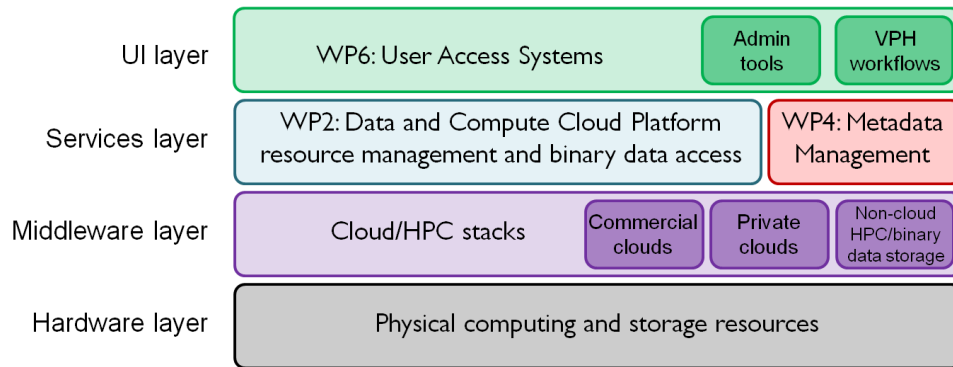 UI layer
WP6: User Access Systems
Admin
tools
VPH
workflows
Services layer
WP2: Data and Compute Cloud Platform
resource management and binary data access
WP4: Metadata
Management
Middleware layer
Cloud/HPC stacks
Commercial
clouds
Private
clouds
Non-cloud
HPC/binary
data storage
Hardware layer
Physical computing and storage resources